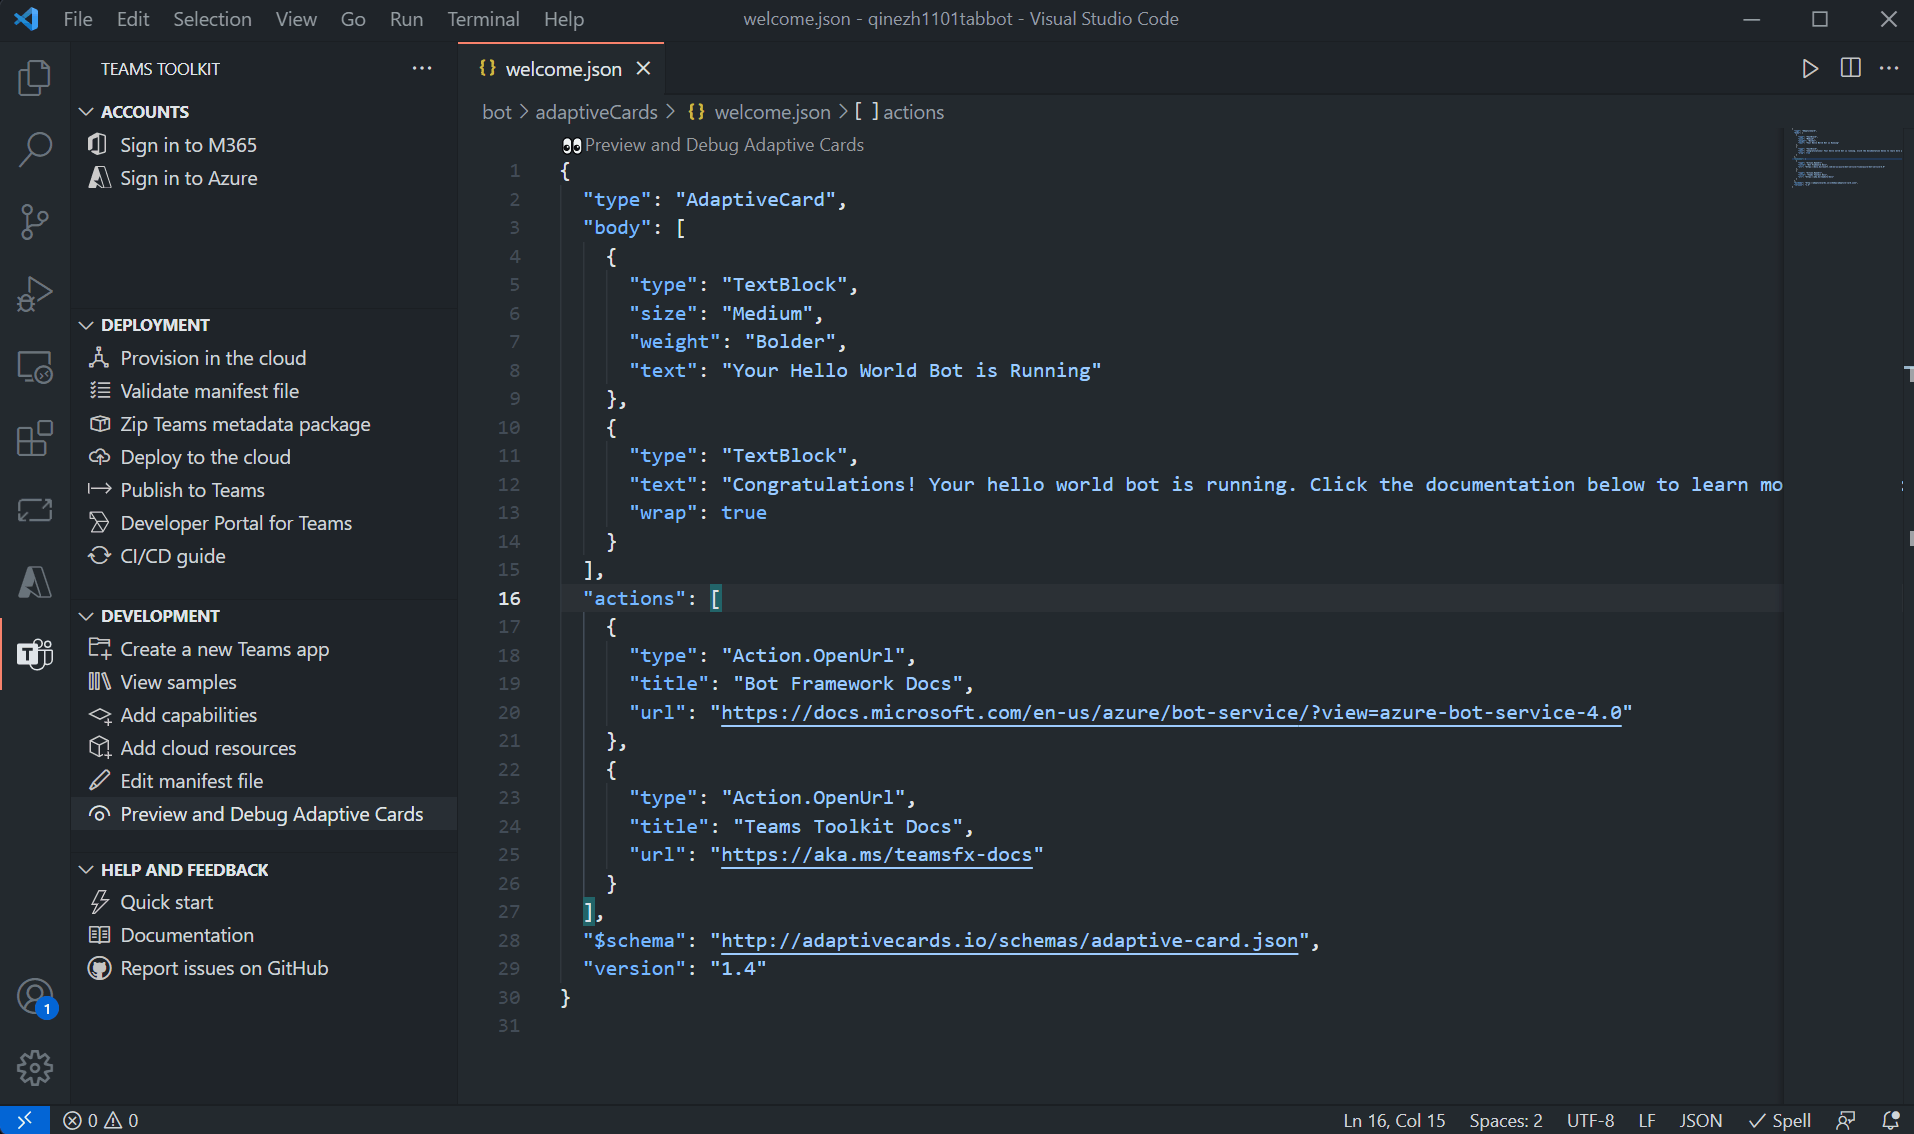 File Edit Selection View Go Run Terminal Help
welcome.json - qinezh1101tabbot - Visual Studio Code
TEAMS TOOLKIT
ACCOUNTS
Sign in to M365
Sign in to Azure
DEPLOYMENT
Provision in the cloud
Validate manifest file
Zip Teams metadata package
Deploy to the cloud
Publish to Teams
Developer Portal for Teams
CI/CD guide
DEVELOPMENT
Create a new Teams app
View samples
Add capabilities
Add cloud resources
Edit manifest file
Preview and Debug Adaptive Cards
HELP AND FEEDBACK
Quick start
Documentation
Report issues on GitHub
1
{} welcome.json
bot > adaptiveCards > {} welcome.json > [ ] actions
Preview and Debug Adaptive Cards
1 {
2 "type": "AdaptiveCard",
3 "body": [
4 {
5 "type": "TextBlock",
6 "size": "Medium",
7 "weight": "Bolder",
8 "text": "Your Hello World Bot is Running"
9 },
10 {
11 "type": "TextBlock",
12 "text": "Congratulations! Your hello world bot is running. Click the documentation below to learn mo
13 "wrap": true
14 }
15 ],
16 "actions": [
17 {
18 "type": "Action.OpenUrl",
19 "title": "Bot Framework Docs",
20 "url": "https://docs.microsoft.com/en-us/azure/bot-service/?view=azure-bot-service-4.0"
21 },
22 {
23 "type": "Action.OpenUrl",
24 "title": "Teams Toolkit Docs",
25 "url": "https://aka.ms/teamsfx-docs"
26 }
27 ],
28 "$schema": "http://adaptivecards.io/schemas/adaptive-card.json",
29 "version": "1.4"
30 }
31
0 0
Ln 16, Col 15 Spaces: 2 UTF-8 LF JSON Spell